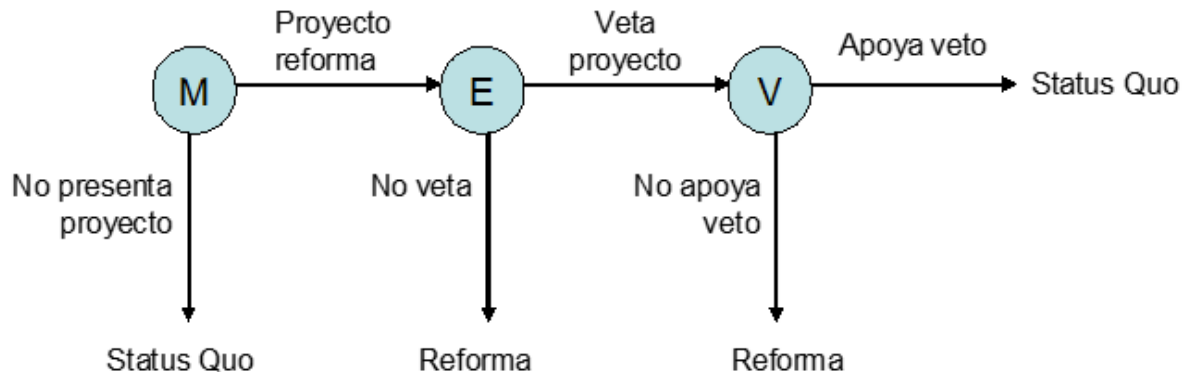 Proyecto
reforma
Veta
proyecto
Apoya veto
M
E
V
Status Quo
No presenta
proyecto
No veta
No apoya
veto
Status Quo
Reforma
Reforma